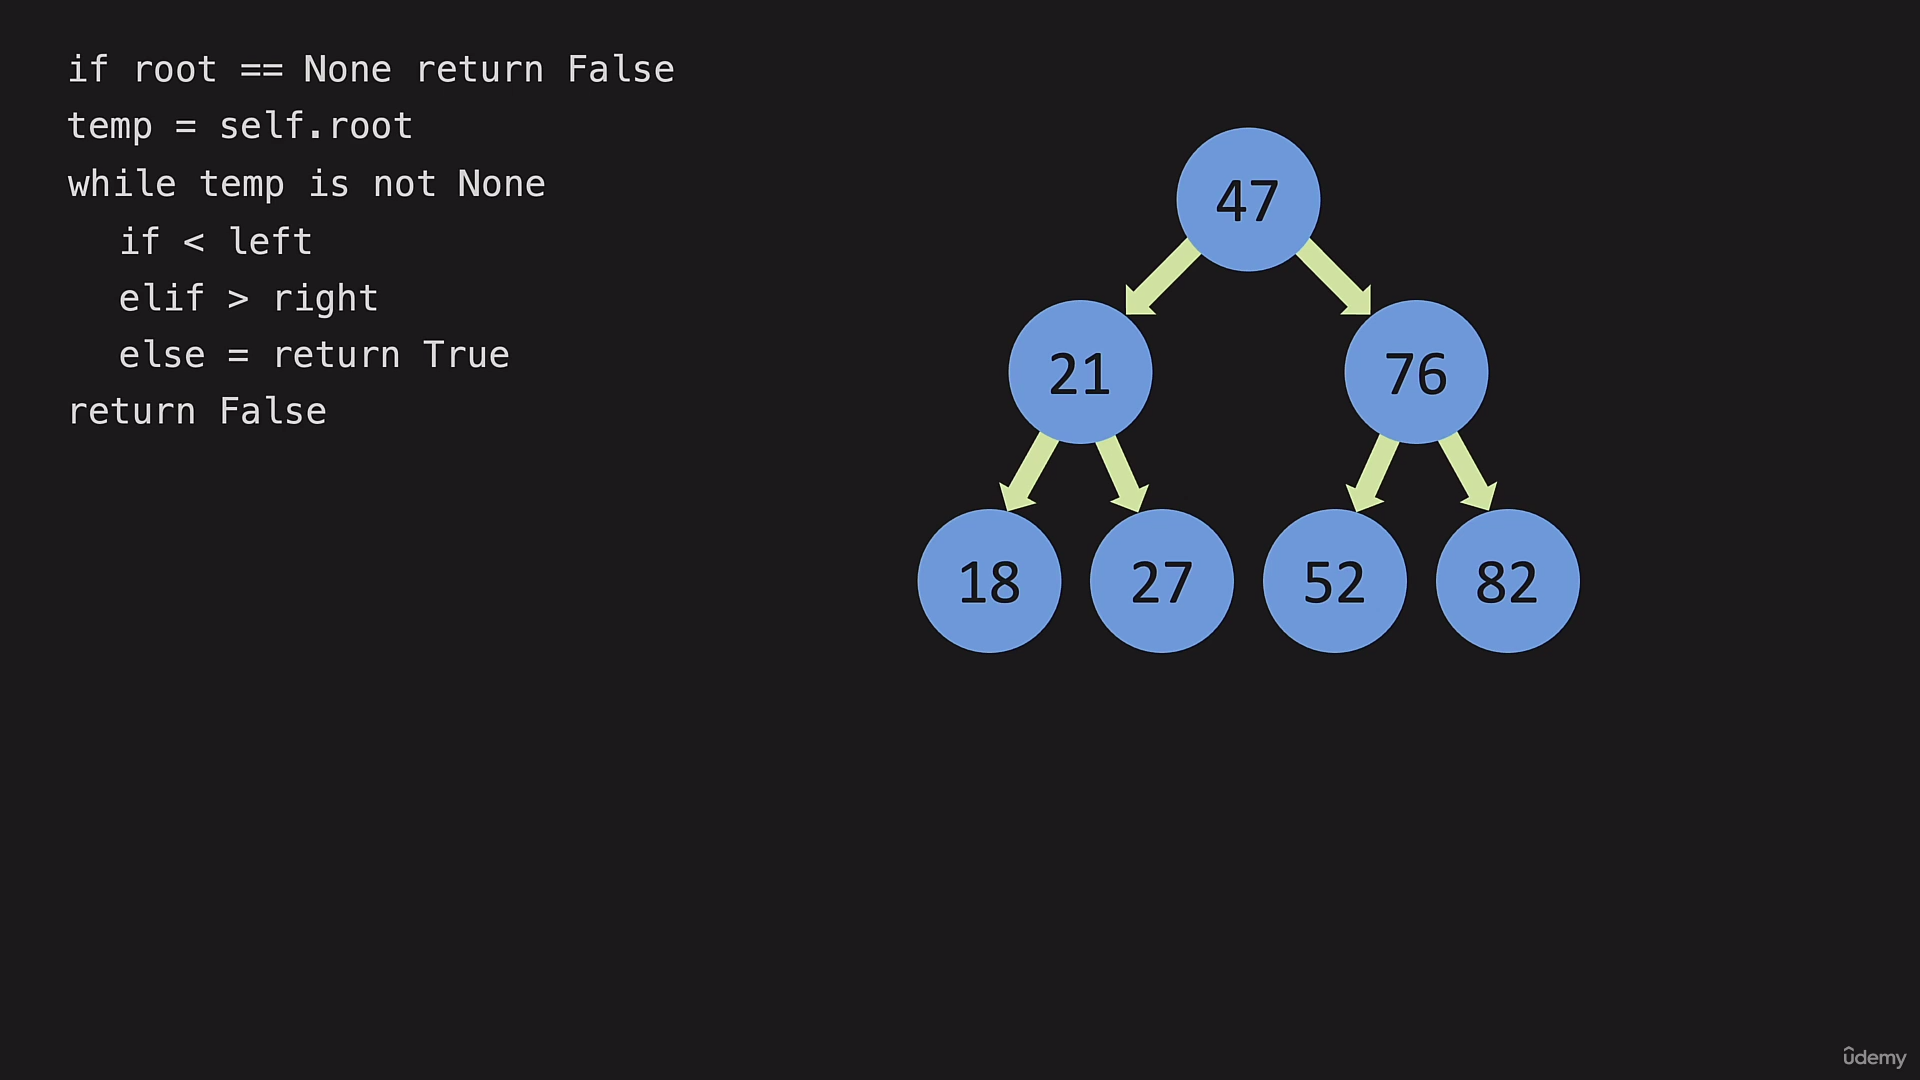 if root == None return False
temp = self.root
while temp is not None
if < left
elif > right
else = return True
return False
47
21 76
18 27 52 82
ûdemy